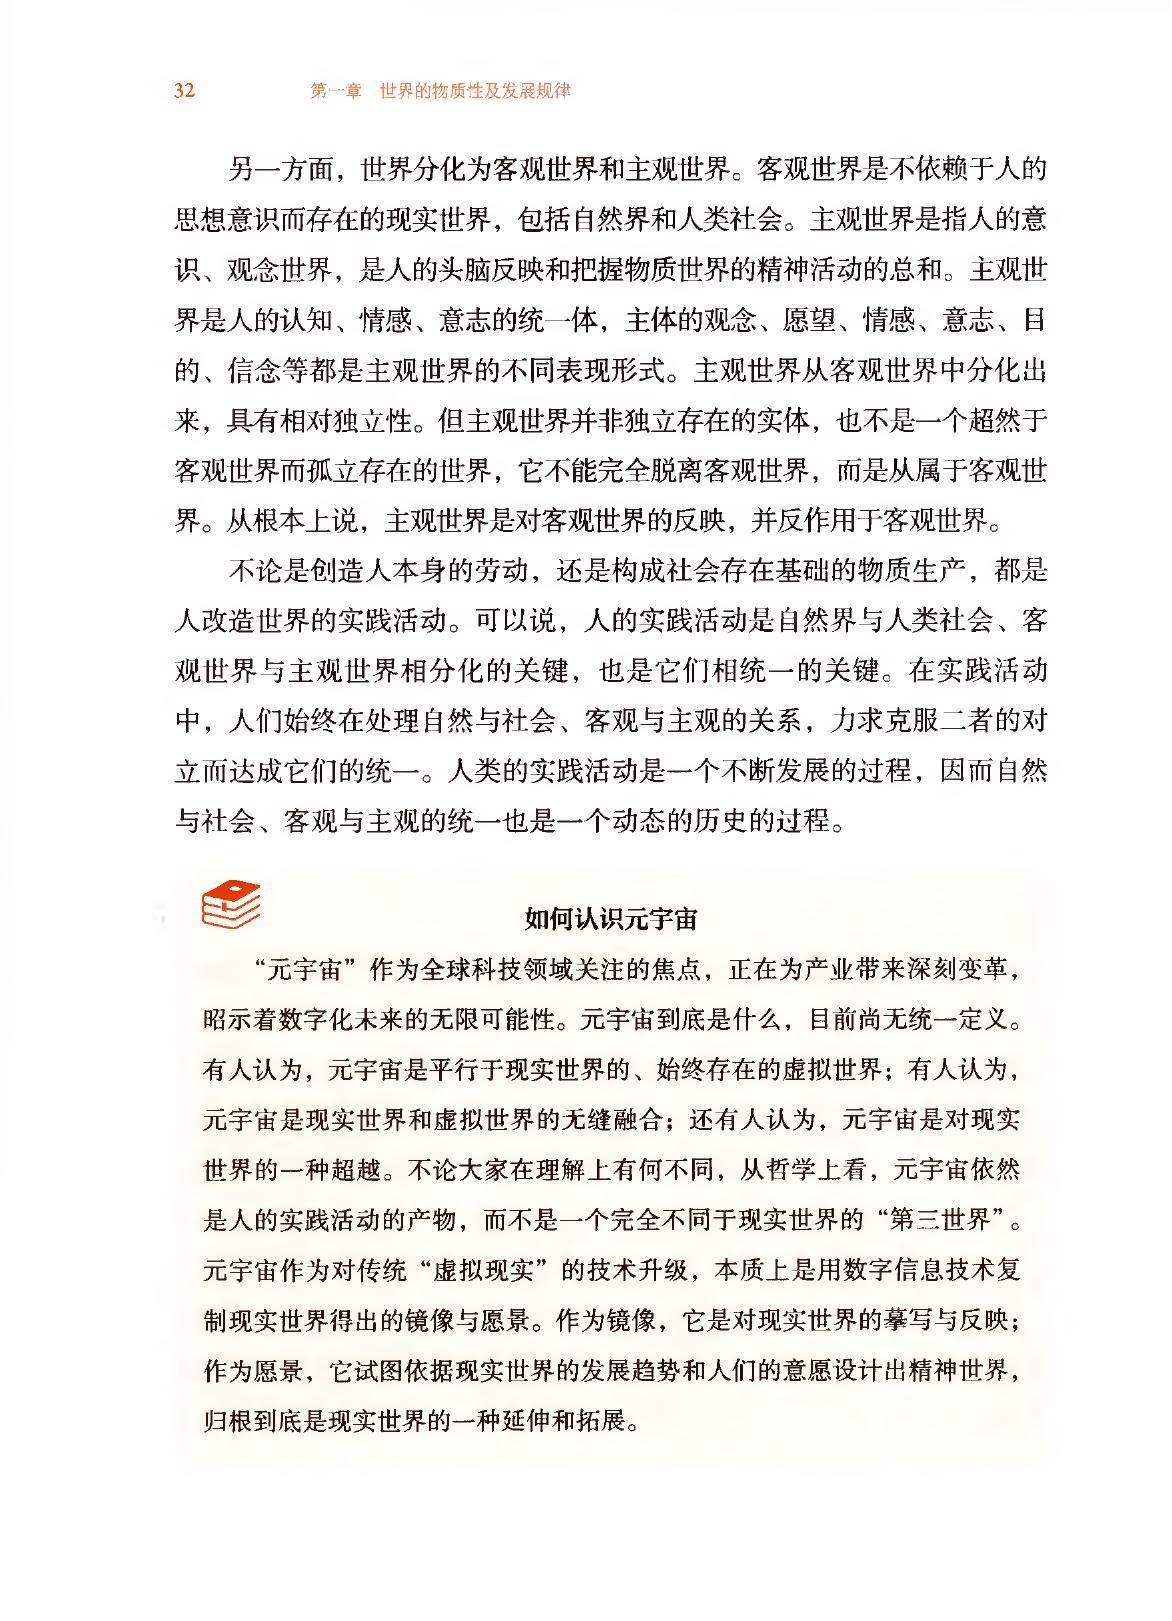 32 第一章 世界的物质性及发展规律
另一方面，世界分化为客观世界和主观世界。客观世界是不依赖于人的
思想意识而存在的现实世界，包括自然界和人类社会。主观世界是指人的意
识、观念世界，是人的头脑反映和把握物质世界的精神活动的总和。主观世
界是人的认知、情感、意志的统一体，主体的观念、愿望、情感、意志、目
的、信念等都是主观世界的不同表现形式。主观世界从客观世界中分化出
来，具有相对独立性。但主观世界并非独立存在的实体，也不是一个超然于
客观世界而孤立存在的世界，它不能完全脱离客观世界，而是从属于客观世
界。从根本上说，主观世界是对客观世界的反映，并反作用于客观世界。
不论是创造人本身的劳动，还是构成社会存在基础的物质生产，都是
人改造世界的实践活动。可以说，人的实践活动是自然界与人类社会、客
观世界与主观世界相分化的关键，也是它们相统一的关键。在实践活动
中，人们始终在处理自然与社会、客观与主观的关系，力求克服二者的对
立而达成它们的统一。人类的实践活动是一个不断发展的过程，因而自然
与社会、客观与主观的统一也是一个动态的历史的过程。
如何认识元宇宙
“元宇宙”作为全球科技领域关注的焦点，正在为产业带来深刻变革，
昭示着数字化未来的无限可能性。元宇宙到底是什么，目前尚无统一定义。
有人认为，元宇宙是平行于现实世界的、始终存在的虚拟世界；有人认为，
元宇宙是现实世界和虚拟世界的无缝融合；还有人认为，元宇宙是对现实
世界的一种超越。不论大家在理解上有何不同，从哲学上看，元宇宙依然
是人的实践活动的产物，而不是一个完全不同于现实世界的“第三世界”。
元宇宙作为对传统“虚拟现实”的技术升级，本质上是用数字信息技术复
制现实世界得出的镜像与愿景。作为镜像，它是对现实世界的摹写与反映；
作为愿景，它试图依据现实世界的发展趋势和人们的意愿设计出精神世界，
归根到底是现实世界的一种延伸和拓展。